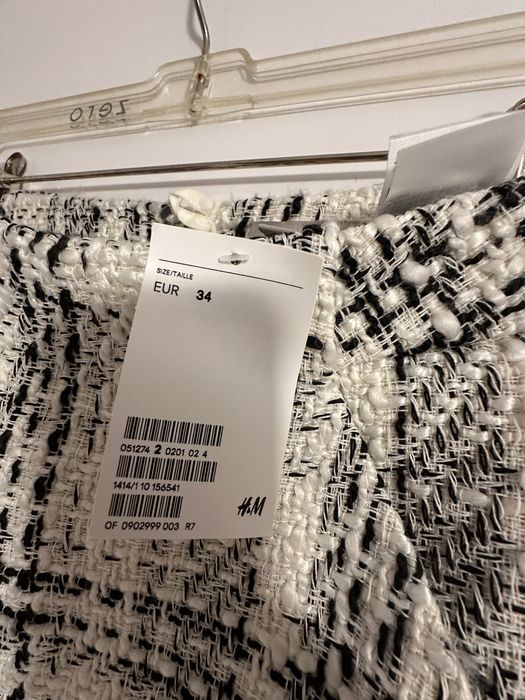 zero
SIZE/TAILLE
EUR 34
051274 2 0201 02 4
1414/1 10 156541
H&M
OF 0902999 003 R7